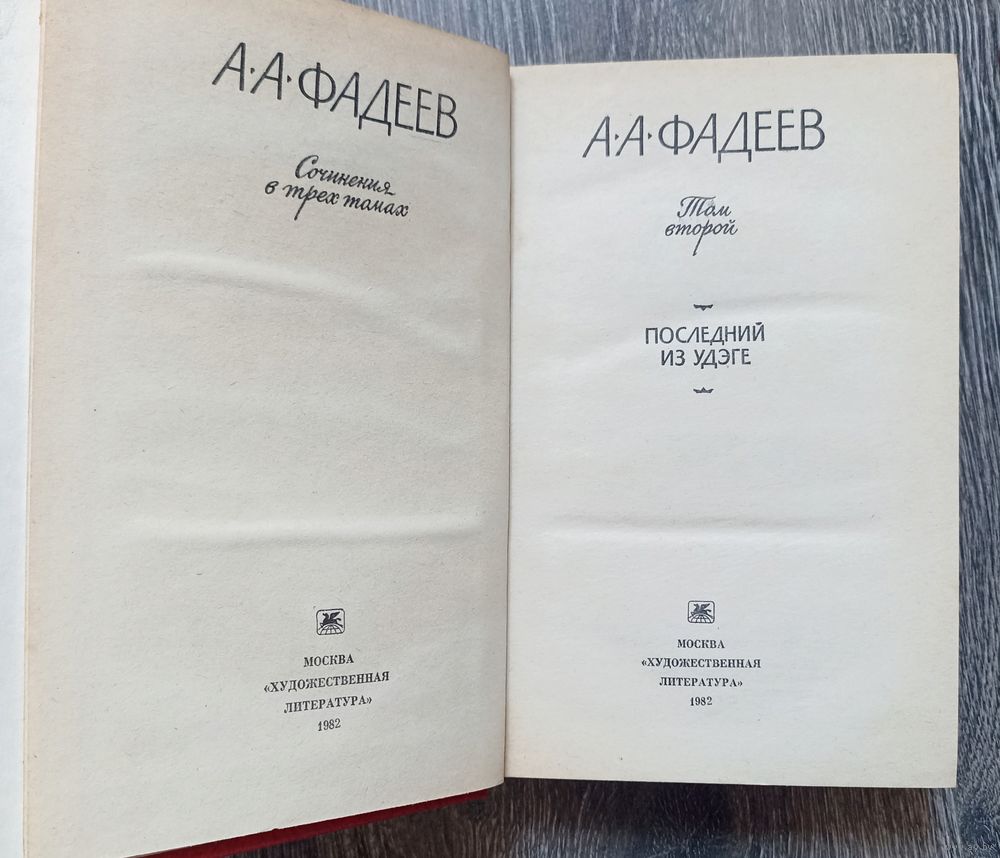 А·А·ФАДЕЕВ
Сочинения
в трех томах
МОСКВА
«ХУДОЖЕСТВЕННАЯ
ЛИТЕРАТУРА»
1982
А·А·ФАДЕЕВ
Том
второй
ПОСЛЕДНИЙ
ИЗ УДЭГЕ
МОСКВА
«ХУДОЖЕСТВЕННАЯ
ЛИТЕРАТУРА»
1982